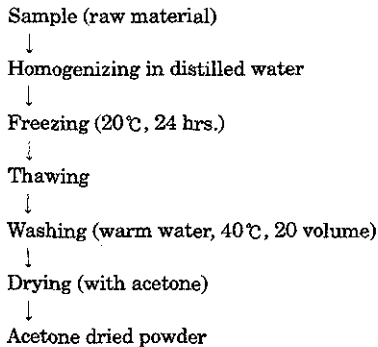 Sample (raw material)
↓
Homogenizing in distilled water
↓
Freezing (20℃, 24 hrs.)
↓
Thawing
↓
Washing (warm water, 40℃, 20 volume)
↓
Drying (with acetone)
↓
Acetone dried powder